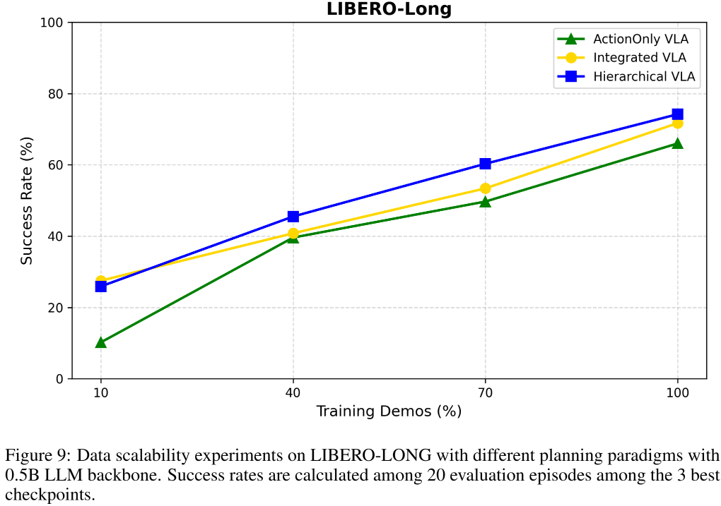 LIBERO-Long
100
80
60
40
20
0
Success Rate (%)
ActionOnly VLA
Integrated VLA
Hierarchical VLA
10
40
70
100
Training Demos (%)
Figure 9: Data scalability experiments on LIBERO-LONG with different planning paradigms with
0.5B LLM backbone. Success rates are calculated among 20 evaluation episodes among the 3 best
checkpoints.